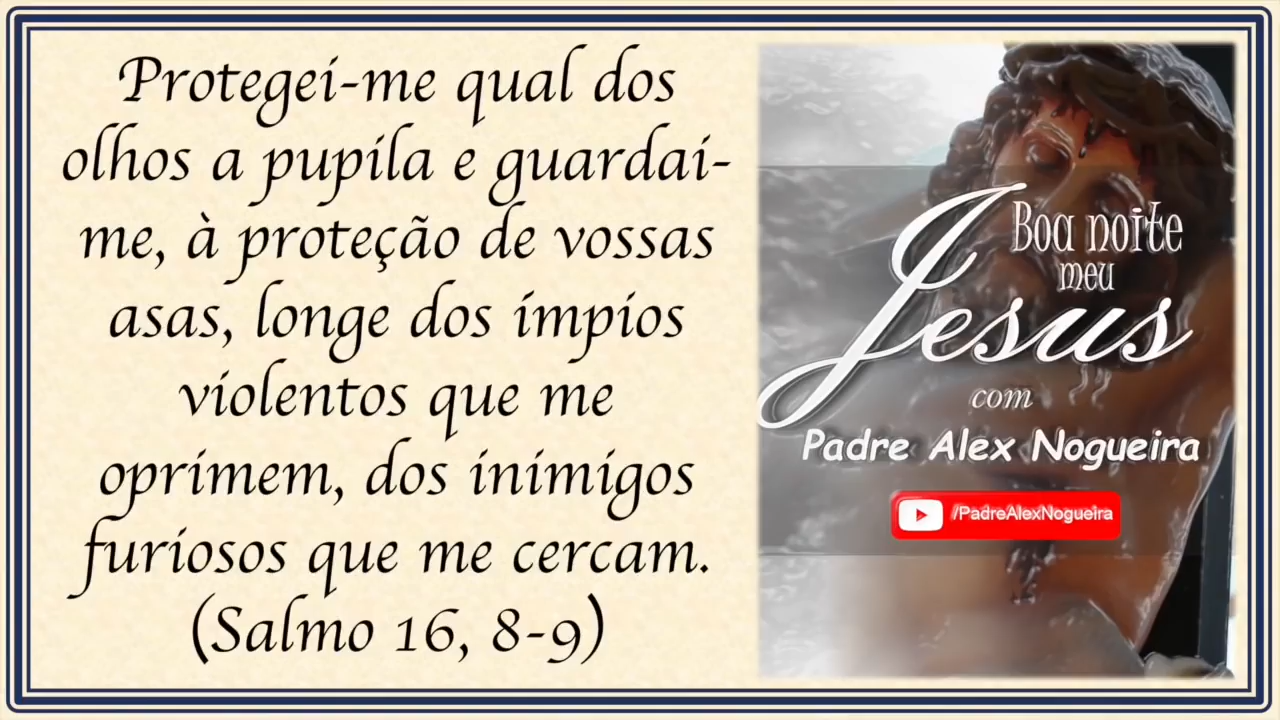 Protegei-me qual dos
olhos a pupila e guardai-
me, à proteção de vossas
asas, longe dos ímpios
violentos que me
oprimem, dos inimigos
furiosos que me cercam.
(Salmo 16, 8-9)
Boa noite
meu
Jesus
com
Padre Alex Nogueira
/PadreAlexNogueira